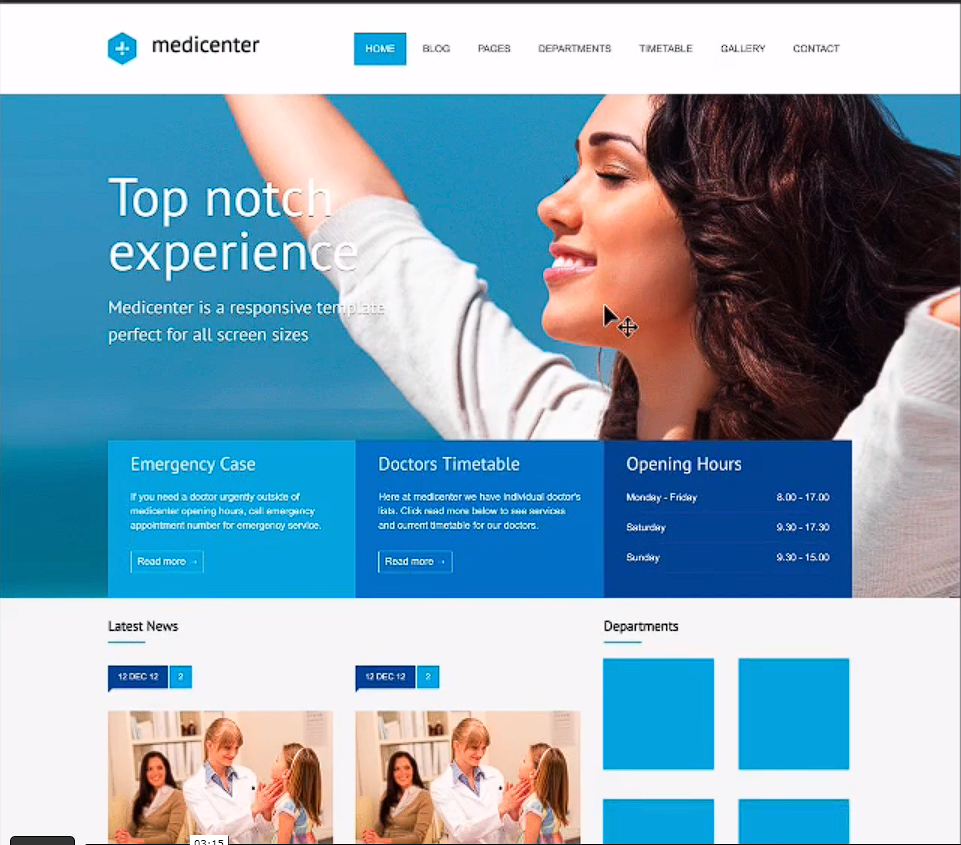 medicenter
HOME BLOG PAGES DEPARTMENTS TIMETABLE GALLERY CONTACT
Top notch
experience
Medicenter is a responsive template
perfect for all screen sizes
Emergency Case
If you need a doctor urgently outside of
medicenter opening hours, call emergency
appointment number for emergency service.
Read more →
Doctors Timetable
Here at medicenter we have individual doctor's
lists. Click read more below to see services
and current timetable for our doctors.
Read more →
Opening Hours
Monday - Friday 8.00 - 17.00
Saturday 9.30 - 17.30
Sunday 9.30 - 15.00
Latest News
12 DEC 12 2
12 DEC 12 2
Departments
03:15